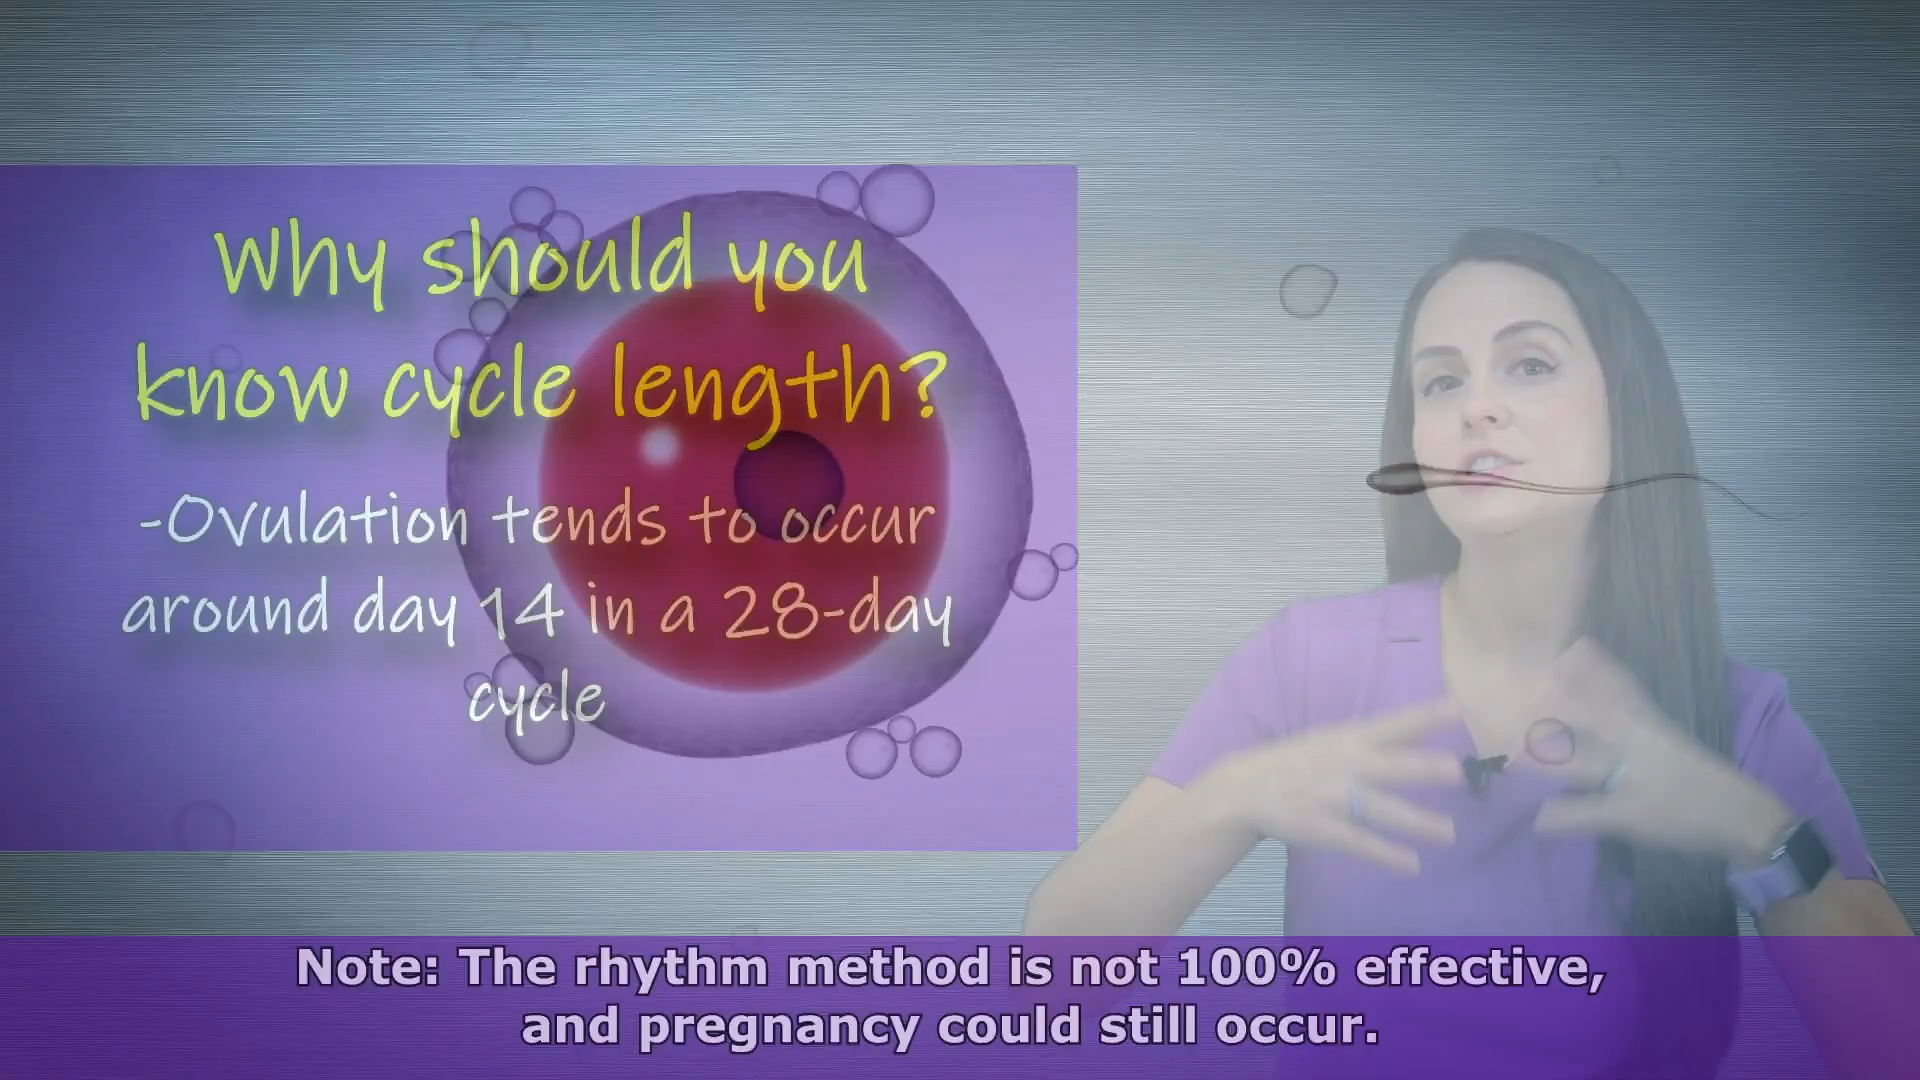 Why should you
know cycle length?
-Ovulation tends to occur
around day 14 in a 28-day
cycle
Note: The rhythm method is not 100% effective,
and pregnancy could still occur.